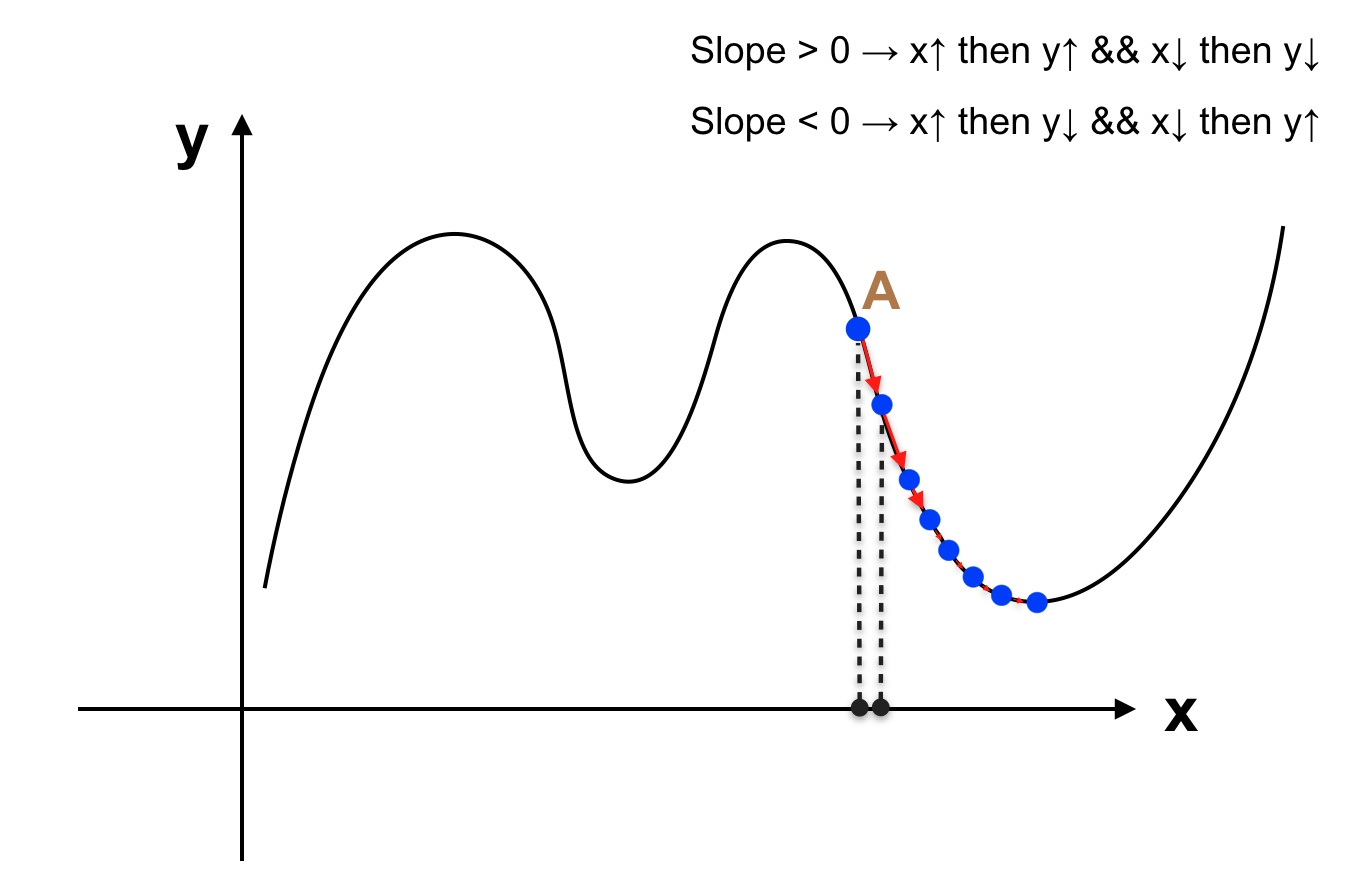 Slope > 0 → x↑ then y↑ && x↓ then y↓
Slope < 0 → x↑ then y↓ && x↓ then y↑
y
A
x